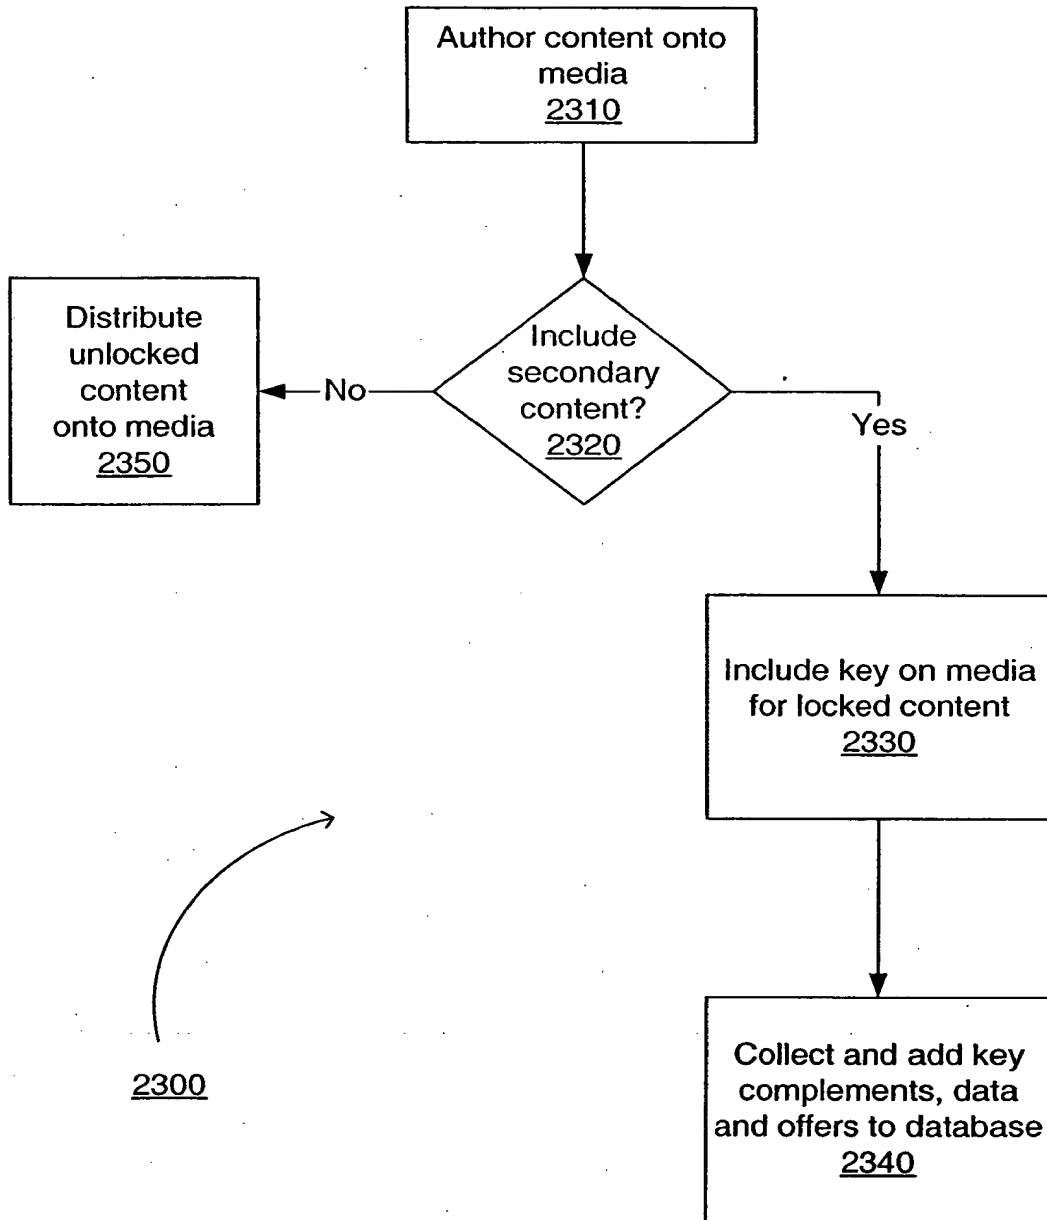 Author content onto
media
2310
Include
secondary
content?
2320
No
Yes
Distribute
unlocked
content
onto media
2350
Include key on media
for locked content
2330
Collect and add key
complements, data
and offers to database
2340
2300